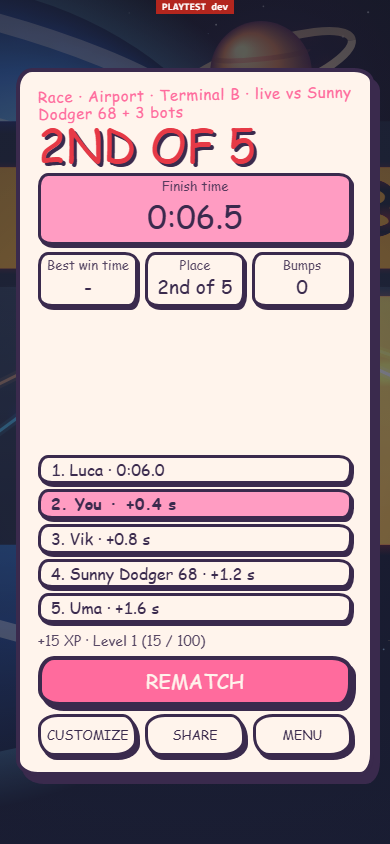 PLAYTEST dev
Race · Airport · Terminal B · live vs Sunny
Dodger 68 + 3 bots
2ND OF 5
Finish time
0:06.5
Best win time
-
Place
2nd of 5
Bumps
0
1. Luca · 0:06.0
2. You · +0.4 s
3. Vik · +0.8 s
4. Sunny Dodger 68 · +1.2 s
5. Uma · +1.6 s
+15 XP · Level 1 (15 / 100)
REMATCH
CUSTOMIZE
SHARE
MENU